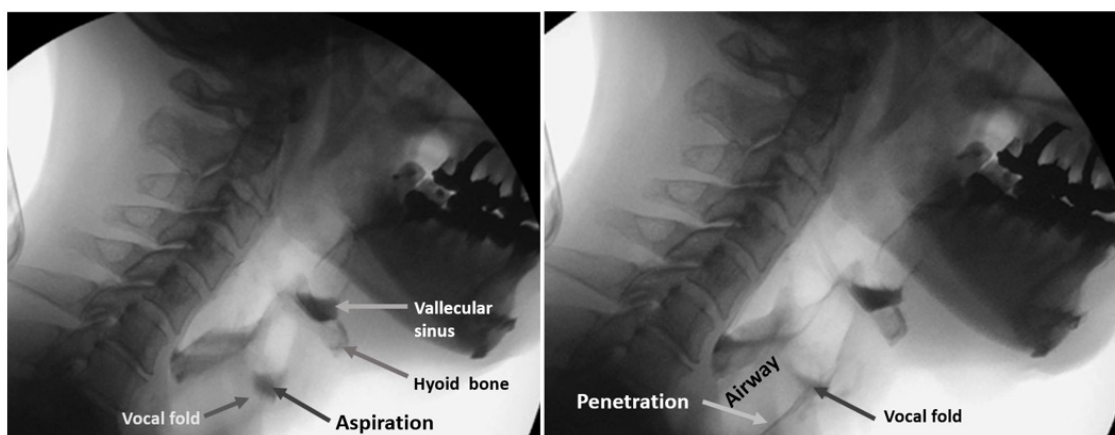 Vallecular
sinus
Hyoid bone
Vocal fold
Aspiration
Airway
Penetration
Vocal fold